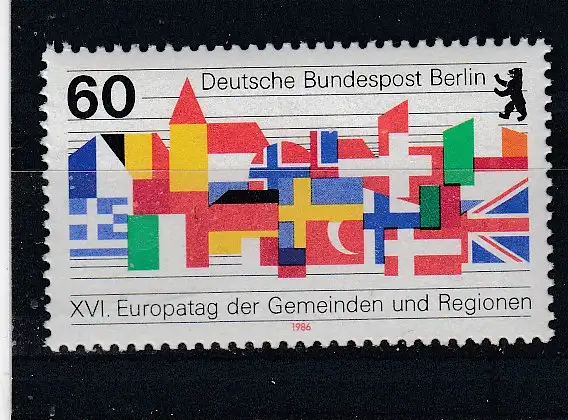 60 Deutsche Bundespost Berlin
XVI. Europatag der Gemeinden und Regionen
1986